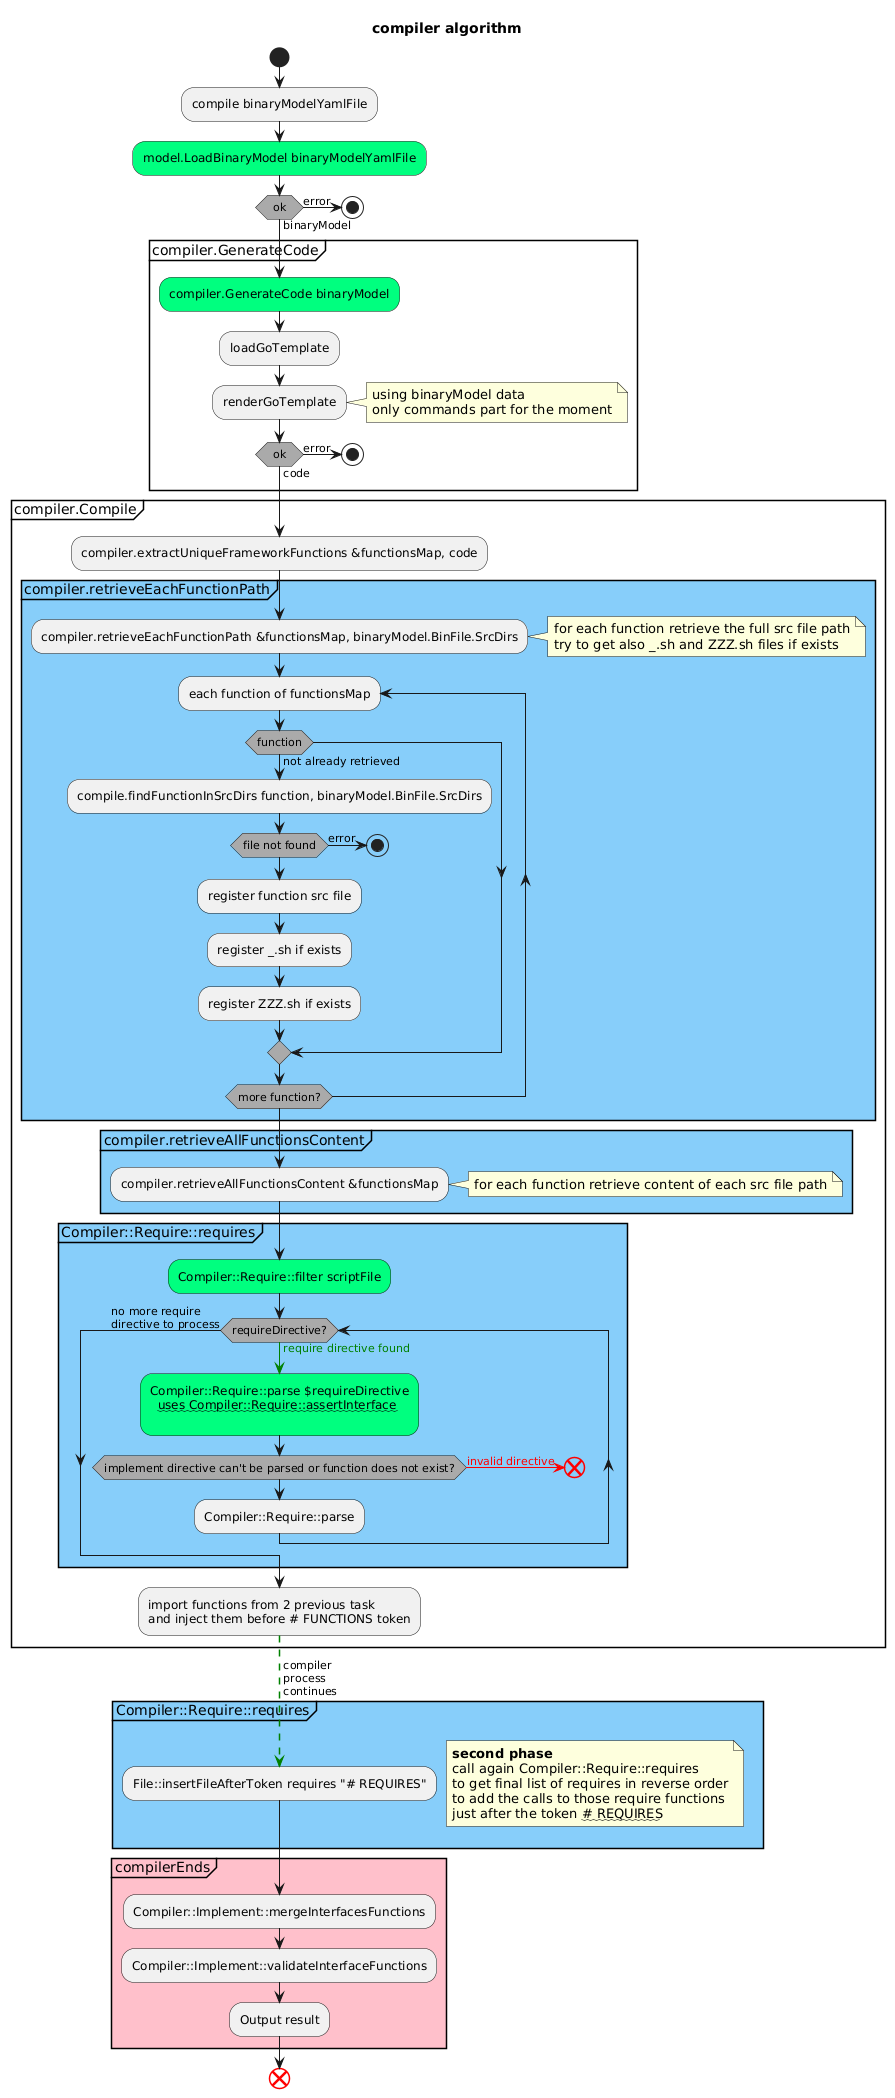 compiler algorithm
compile binaryModelYamlFile
model.LoadBinaryModel binaryModelYamlFile
ok
error
binaryModel
compiler.GenerateCode
compiler.GenerateCode binaryModel
loadGoTemplate
renderGoTemplate
using binaryModel data
only commands part for the moment
ok
error
code
compiler.Compile
compiler.extractUniqueFrameworkFunctions &functionsMap, code
compiler.retrieveEachFunctionPath
compiler.retrieveEachFunctionPath &functionsMap, binaryModel.BinFile.SrcDirs
for each function retrieve the full src file path
try to get also _.sh and ZZZ.sh files if exists
each function of functionsMap
function
not already retrieved
compile.findFunctionInSrcDirs function, binaryModel.BinFile.SrcDirs
file not found
error
register function src file
register _.sh if exists
register ZZZ.sh if exists
more function?
compiler.retrieveAllFunctionsContent
compiler.retrieveAllFunctionsContent &functionsMap
for each function retrieve content of each src file path
Compiler::Require::requires
Compiler::Require::filter scriptFile
no more require
directive to process
requireDirective?
require directive found
Compiler::Require::parse $requireDirective
uses Compiler::Require::assertInterface
implement directive can't be parsed or function does not exist?
invalid directive
Compiler::Require::parse
import functions from 2 previous task
and inject them before # FUNCTIONS token
compiler
process
continues
Compiler::Require::requires
File::insertFileAfterToken requires "# REQUIRES"
second phase
call again Compiler::Require::requires
to get final list of requires in reverse order
to add the calls to those require functions
just after the token # REQUIRES
compilerEnds
Compiler::Implement::mergeInterfacesFunctions
Compiler::Implement::validateInterfaceFunctions
Output result